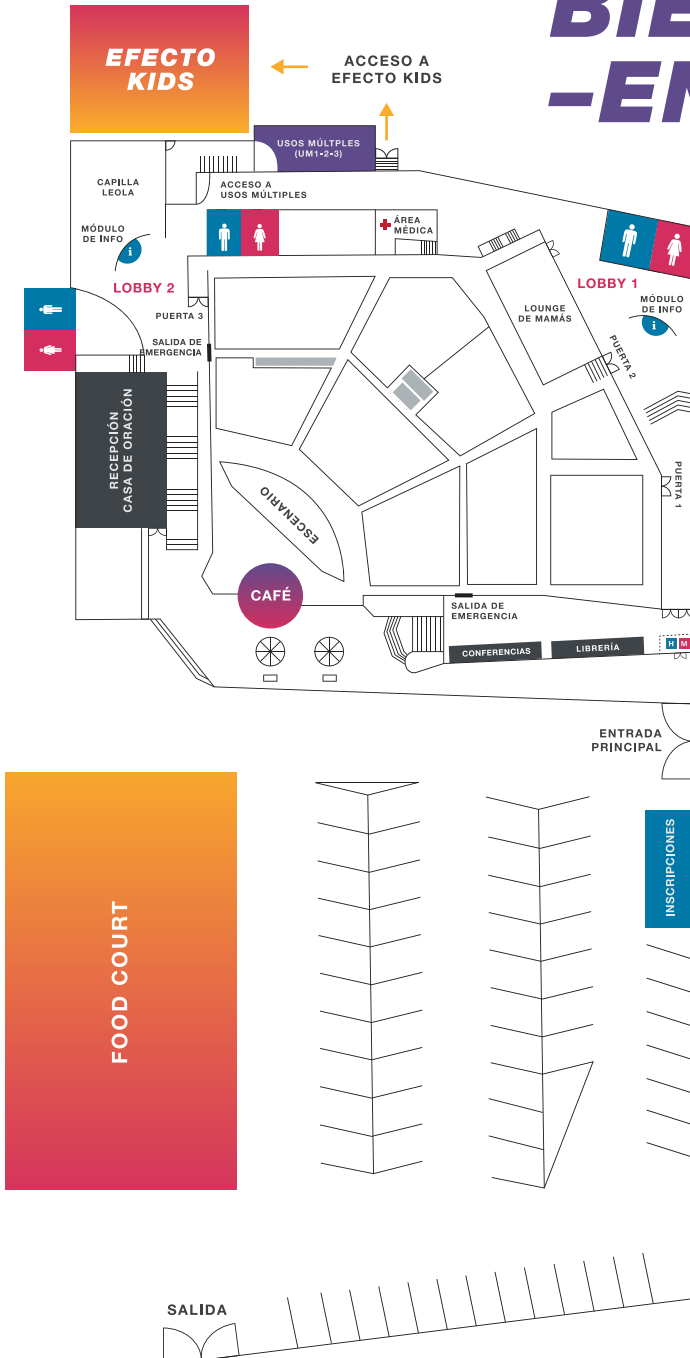 BIE
–EN
EFECTO
KIDS
ACCESO A
EFECTO KIDS
USOS MÚLTPLES
(UM1-2-3)
CAPILLA
LEOLA
ACCESO A
USOS MÚLTIPLES
ÁREA
MÉDICA
MÓDULO
DE INFO
i
LOBBY 2
LOBBY 1
MÓDULO
DE INFO
i
LOUNGE
DE MAMÁS
PUERTA 3
SALIDA DE
EMERGENCIA
PUERTA 2
RECEPCIÓN
CASA DE ORACIÓN
ESCENARIO
PUERTA 1
CAFÉ
SALIDA DE
EMERGENCIA
CONFERENCIAS
LIBRERÍA
H M
ENTRADA
PRINCIPAL
INSCRIPCIONES
FOOD COURT
SALIDA